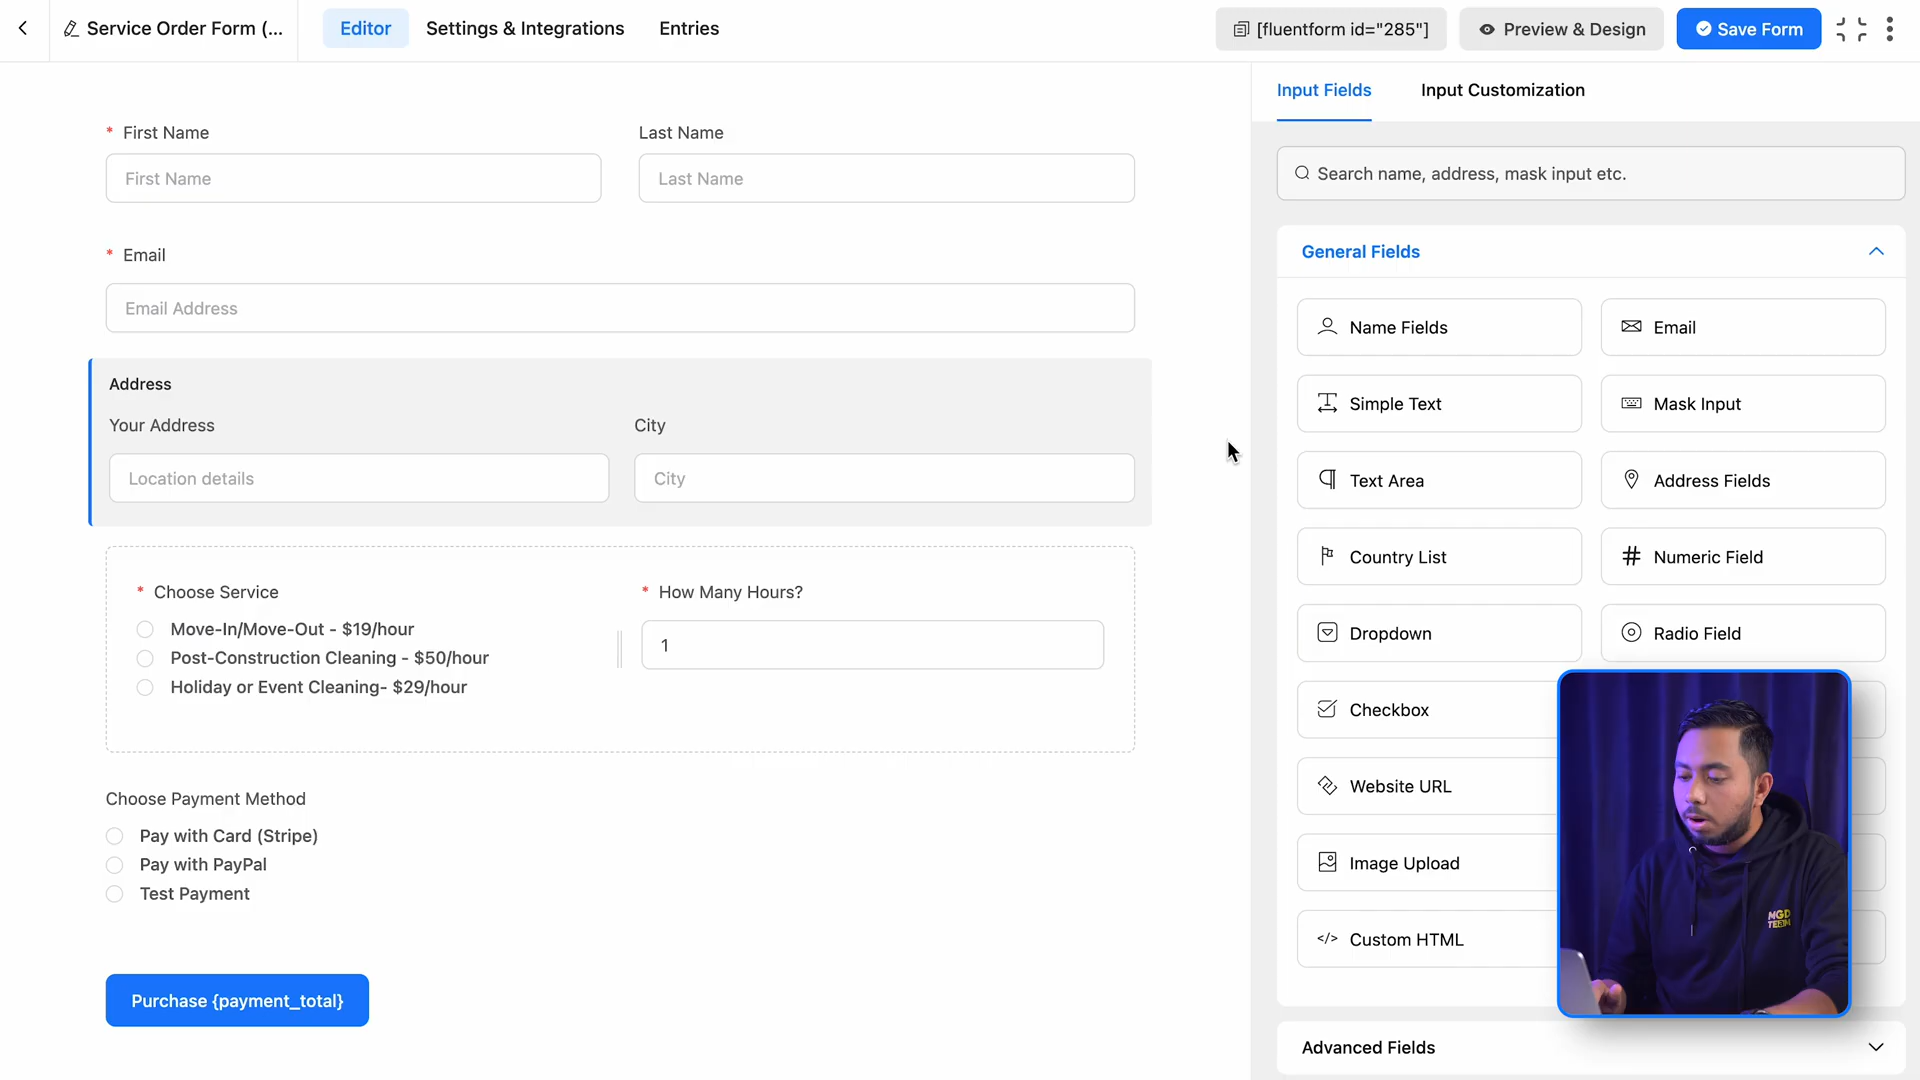 Service Order Form (...
Editor
Settings & Integrations
Entries
[fluentform id="285"]
Preview & Design
Save Form
* First Name
Last Name
First Name
Last Name
* Email
Email Address
Address
Your Address
City
Location details
City
* Choose Service
Move-In/Move-Out - $19/hour
Post-Construction Cleaning - $50/hour
Holiday or Event Cleaning- $29/hour
* How Many Hours?
1
Choose Payment Method
Pay with Card (Stripe)
Pay with PayPal
Test Payment
Purchase {payment_total}
Input Fields
Input Customization
Search name, address, mask input etc.
General Fields
Name Fields
Email
Simple Text
Mask Input
Text Area
Address Fields
Country List
Numeric Field
Dropdown
Radio Field
Checkbox
Website URL
Image Upload
Custom HTML
Advanced Fields